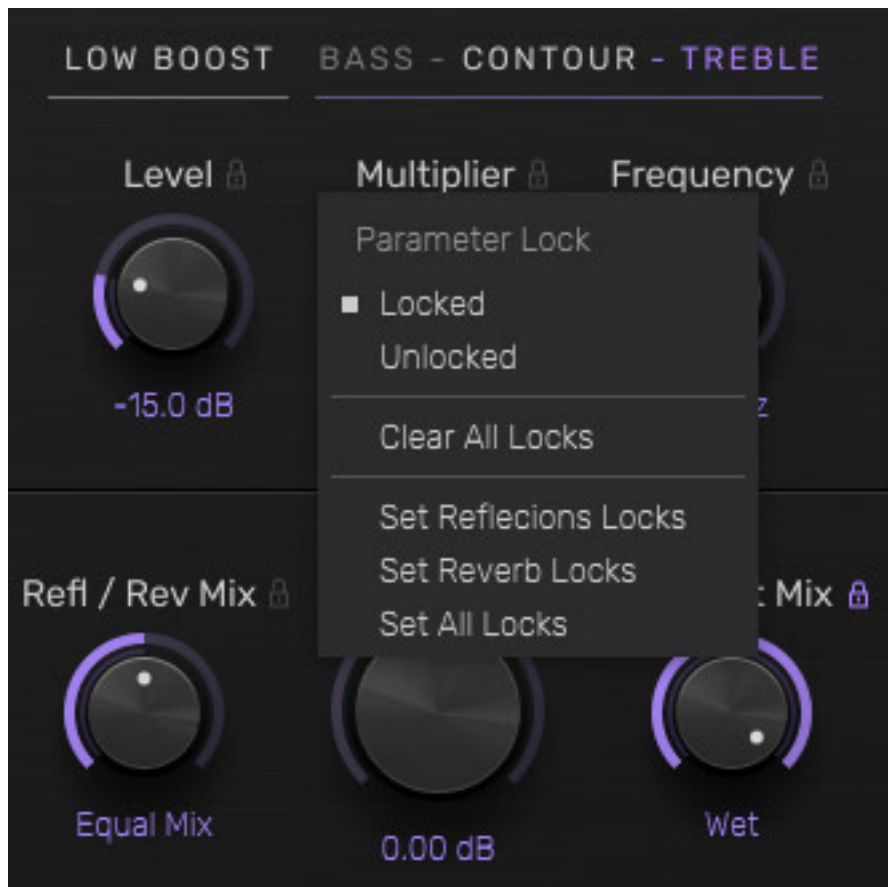 LOW BOOST
BASS - CONTOUR - TREBLE
Level
Multiplier
Frequency
Parameter Lock
Locked
Unlocked
Clear All Locks
Set Reflecions Locks
Set Reverb Locks
Set All Locks
-15.0 dB
z
Refl / Rev Mix
t Mix
Equal Mix
0.00 dB
Wet